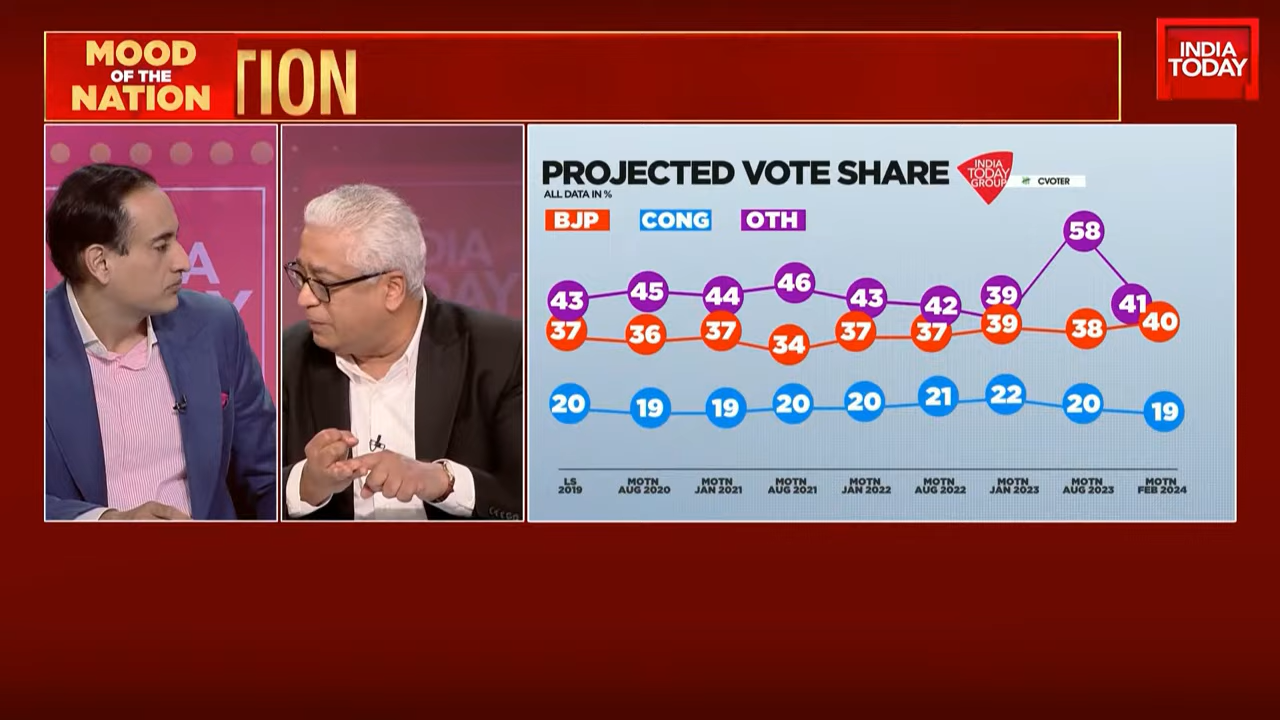 MOOD
OF THE
NATION
TION
INDIA
TODAY
PROJECTED VOTE SHARE
ALL DATA IN %
INDIA
TODAY
GROUP
CVOTER
BJP CONG OTH
43 45 44 46 43 42 39 58 41
37 36 37 34 37 37 39 38 40
20 19 19 20 20 21 22 20 19
LS
2019
MOTN
AUG 2020
MOTN
JAN 2021
MOTN
AUG 2021
MOTN
JAN 2022
MOTN
AUG 2022
MOTN
JAN 2023
MOTN
AUG 2023
MOTN
FEB 2024